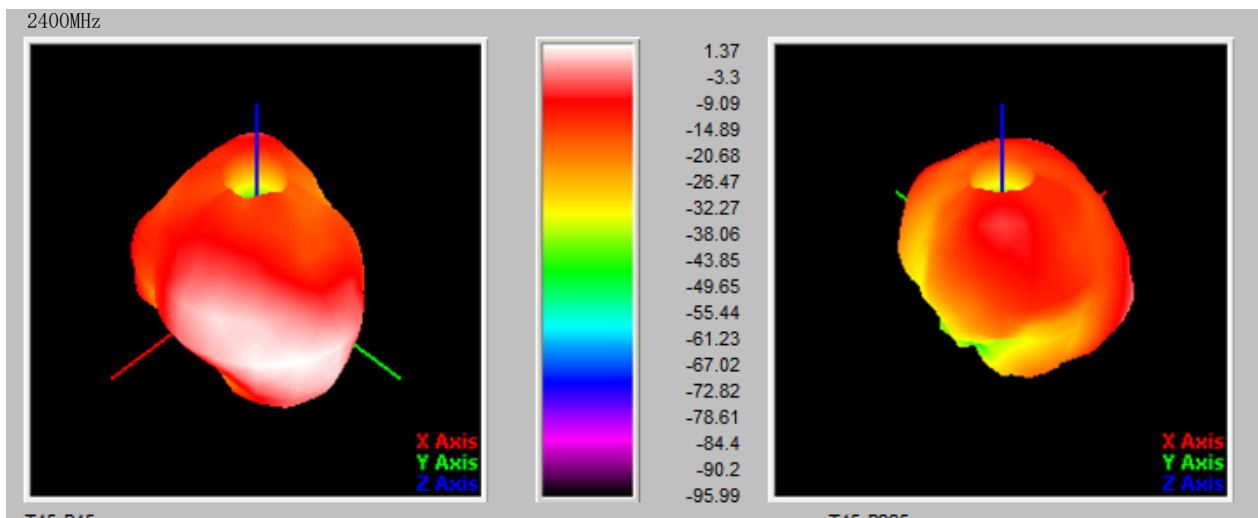 2400MHz
1.37
-3.3
-9.09
-14.89
-20.68
-26.47
-32.27
-38.06
-43.85
-49.65
-55.44
-61.23
-67.02
-72.82
-78.61
-84.4
-90.2
-95.99
X Axis
Y Axis
Z Axis
X Axis
Y Axis
Z Axis